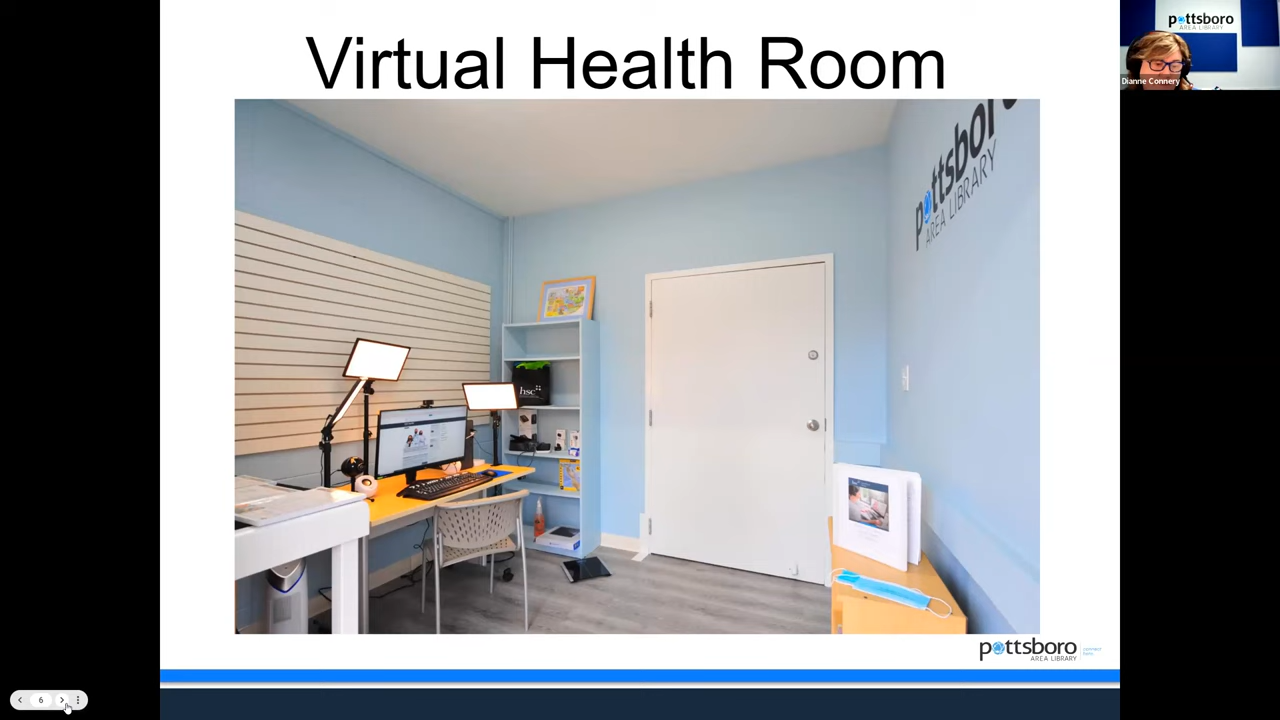 Virtual Health Room
pottsboro
AREA LIBRARY
Dianne Connery
pottsboro
AREA LIBRARY
hsc
pottsboro
AREA LIBRARY
6